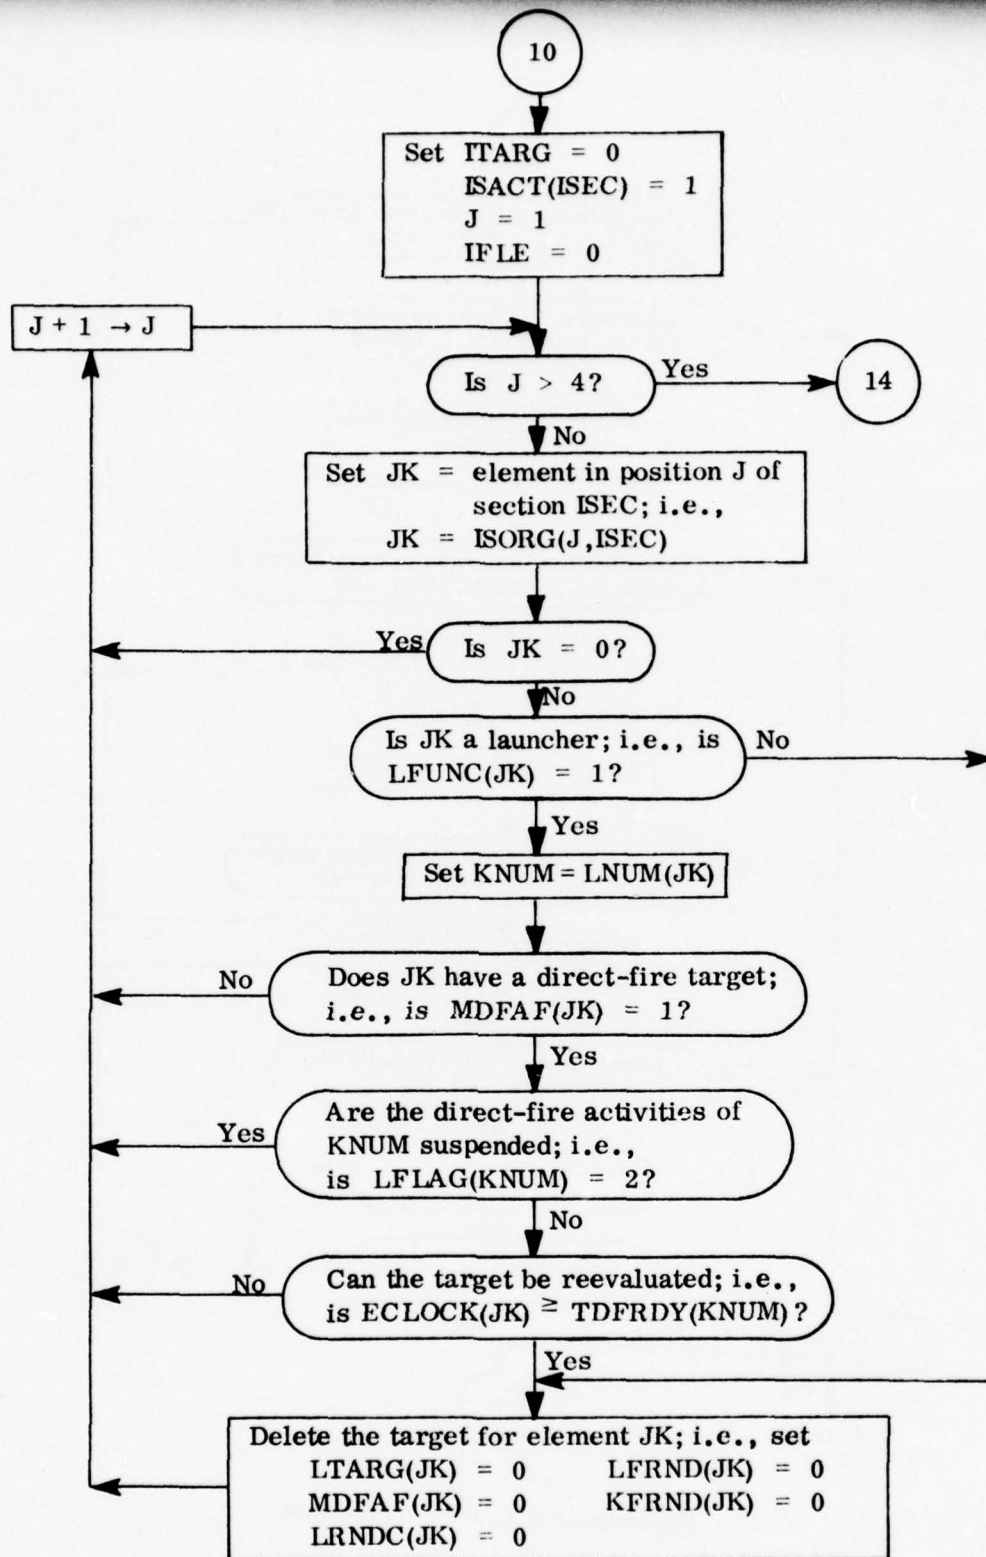 10
Set ITARG = 0
ISACT(ISEC) = 1
J = 1
IFLE = 0
J + 1 → J
Is J > 4?
Yes
14
No
Set JK = element in position J of
section ISEC; i.e.,
JK = ISORG(J,ISEC)
Yes
Is JK = 0?
No
Is JK a launcher; i.e., is
LFUNC(JK) = 1?
No
Yes
Set KNUM = LNUM(JK)
No
Does JK have a direct-fire target;
i.e., is MDFAF(JK) = 1?
Yes
Yes
Are the direct-fire activities of
KNUM suspended; i.e.,
is LFLAG(KNUM) = 2?
No
No
Can the target be reevaluated; i.e.,
is ECLOCK(JK) ≥ TDFRDY(KNUM)?
Yes
Delete the target for element JK; i.e., set
LTARG(JK) = 0 LFRND(JK) = 0
MDFAF(JK) = 0 KFRND(JK) = 0
LRNDC(JK) = 0